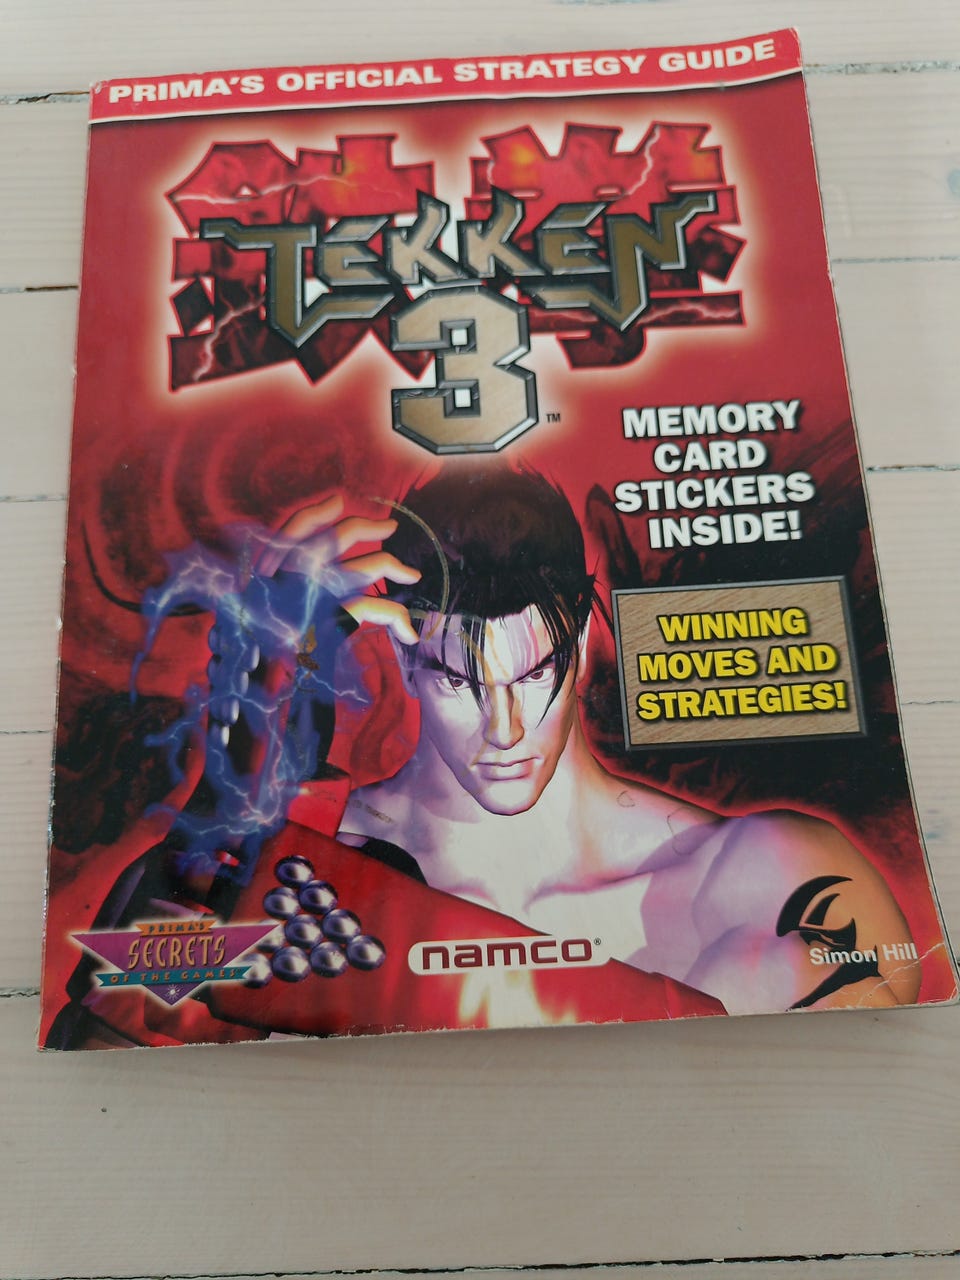 PRIMA'S OFFICIAL STRATEGY GUIDE
TEKKEN
3
TM
MEMORY
CARD
STICKERS
INSIDE!
WINNING
MOVES AND
STRATEGIES!
PRIMA'S
SECRETS
OF THE GAMES
namco®
Simon Hill